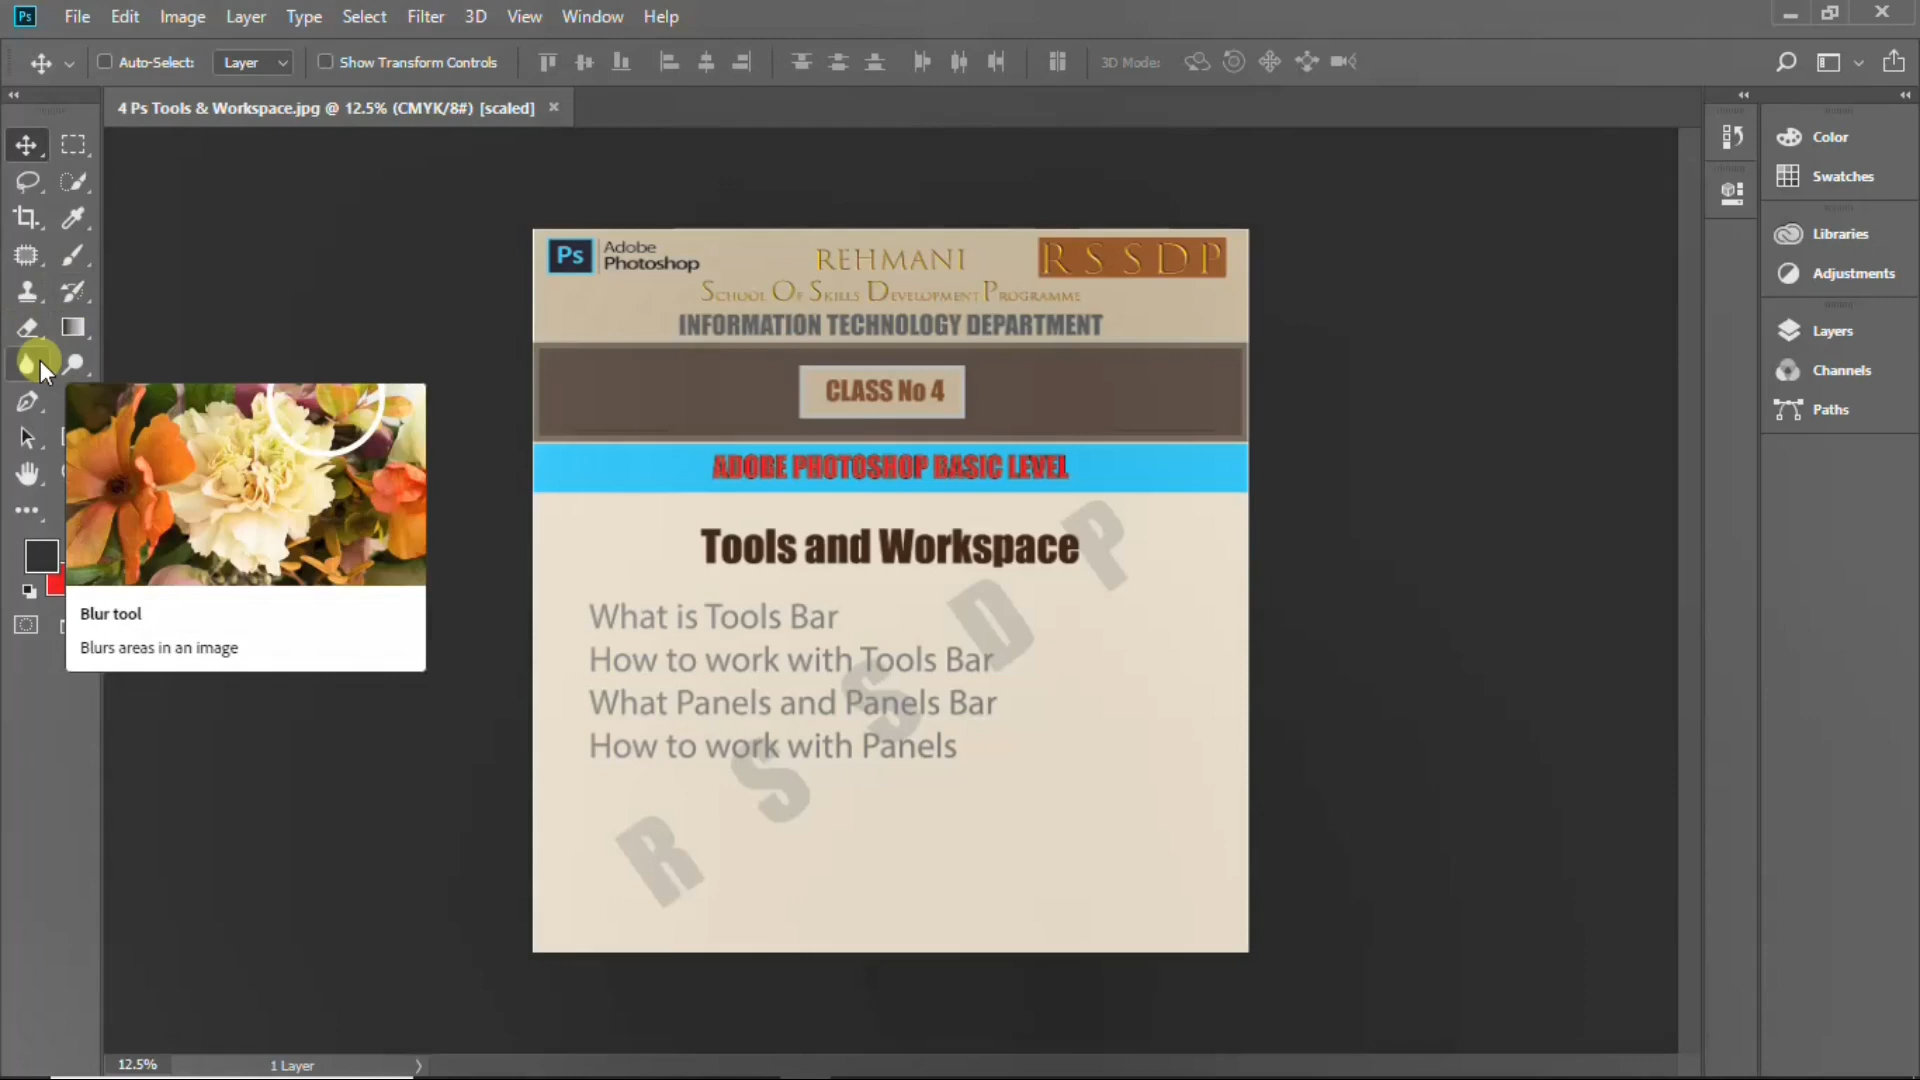 Ps File Edit Image Layer Type Select Filter 3D View Window Help
Auto-Select: Layer Show Transform Controls 3D Mode:
4 Ps Tools & Workspace.jpg @ 12.5% (CMYK/8#) [scaled]
Color
Swatches
Libraries
Adjustments
Layers
Channels
Paths
Ps Adobe Photoshop
REHMANI
RSSDP
School Of Skills Development Programme
INFORMATION TECHNOLOGY DEPARTMENT
CLASS No 4
ADOBE PHOTOSHOP BASIC LEVEL
Tools and Workspace
What is Tools Bar
How to work with Tools Bar
What Panels and Panels Bar
How to work with Panels
R S S D P
Blur tool
Blurs areas in an image
12.5% 1 Layer